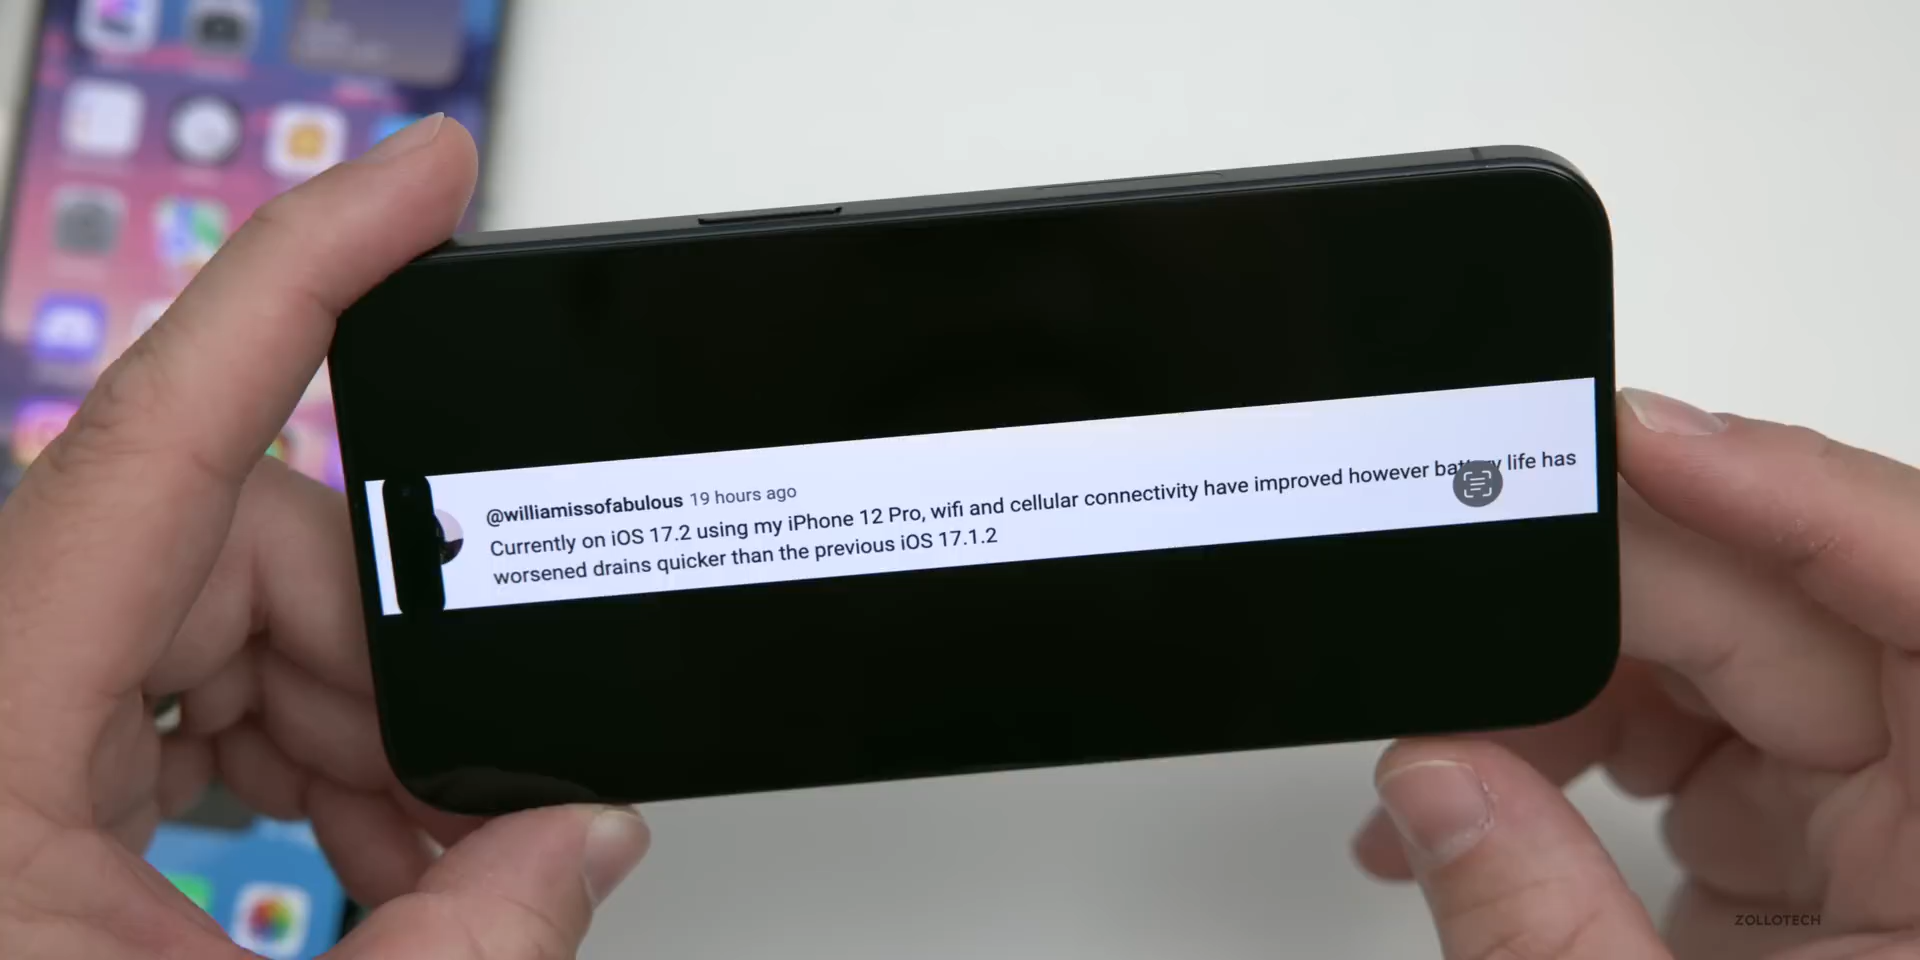 @williamissofabulous 19 hours ago
Currently on iOS 17.2 using my iPhone 12 Pro, wifi and cellular connectivity have improved however battery life has
worsened drains quicker than the previous iOS 17.1.2
ZOLLOTECH